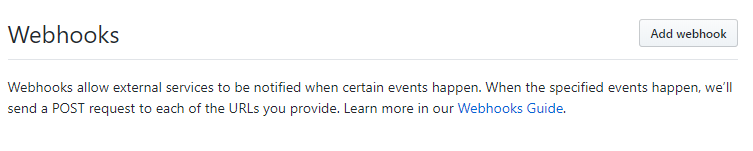 Webhooks
Add webhook
Webhooks allow external services to be notified when certain events happen. When the specified events happen, we’ll
send a POST request to each of the URLs you provide. Learn more in our Webhooks Guide.